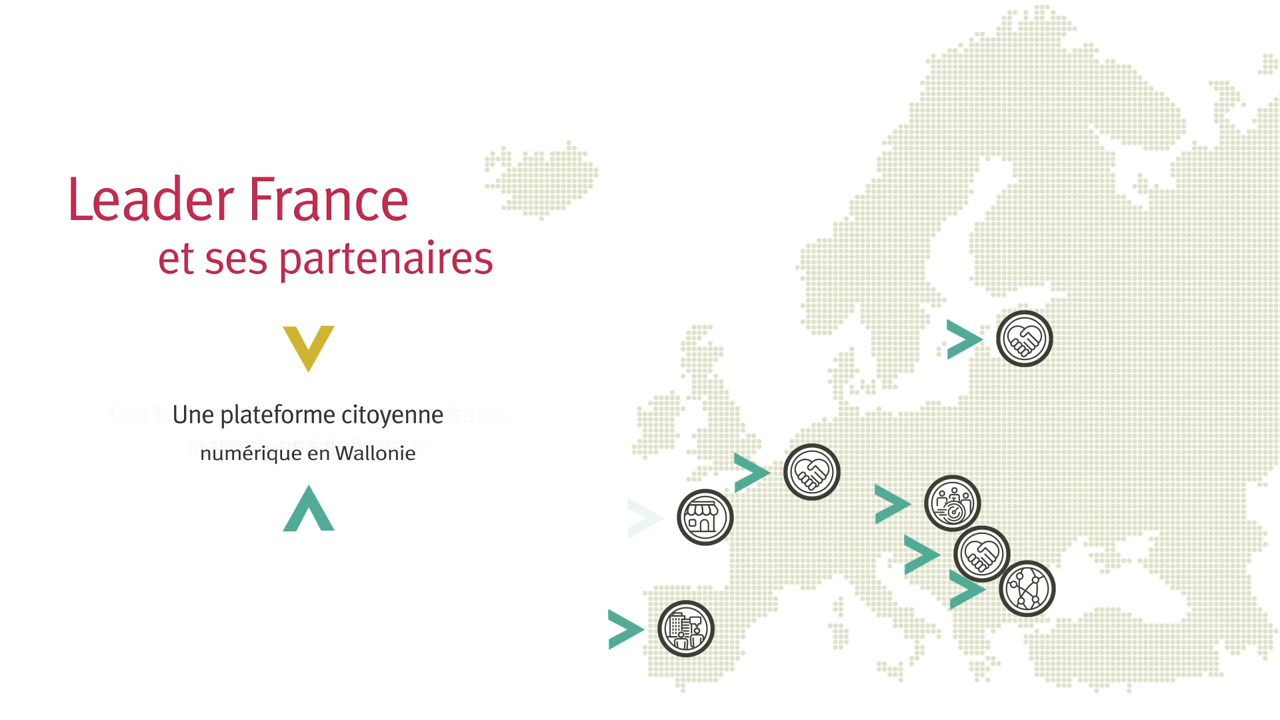 Leader France
et ses partenaires
Une plateforme citoyenne
numérique en Wallonie